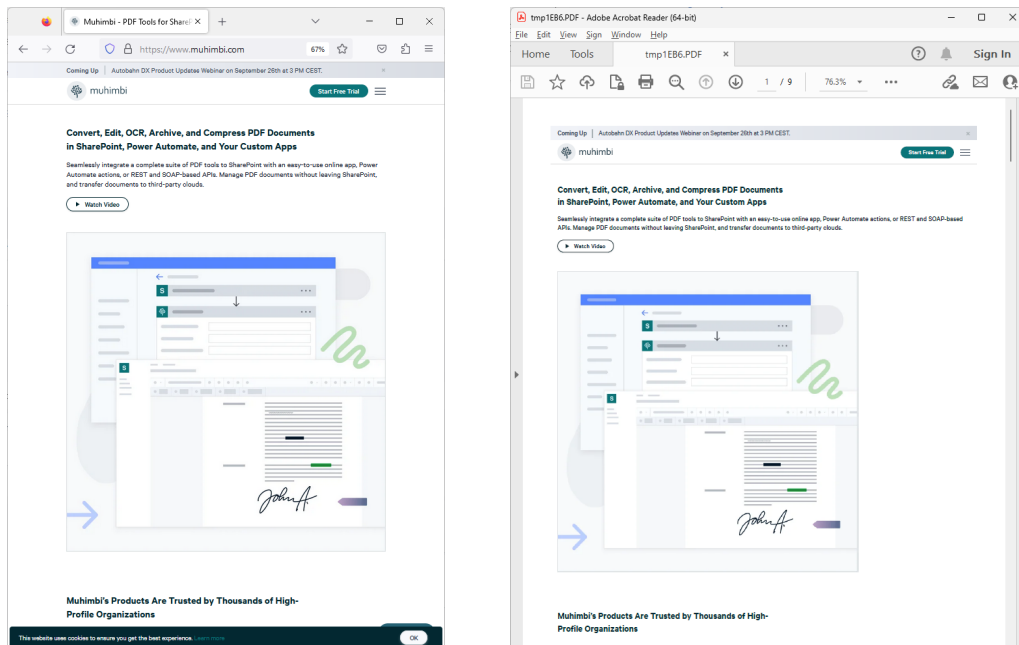 Muhimbi - PDF Tools for ShareP
https://www.muhimbi.com
67%
Coming Up
Autobahn DX Product Updates Webinar on September 26th at 3 PM CEST.
muhimbi
Start Free Trial
Convert, Edit, OCR, Archive, and Compress PDF Documents
in SharePoint, Power Automate, and Your Custom Apps
Seamlessly integrate a complete suite of PDF tools to SharePoint with an easy-to-use online app, Power
Automate actions, or REST and SOAP-based APIs. Manage PDF documents without leaving SharePoint,
and transfer documents to third-party clouds.
Watch Video
S
S
John A.
Muhimbi's Products Are Trusted by Thousands of High-
Profile Organizations
This website uses cookies to ensure you get the best experience. Learn more
OK
tmp1EB6.PDF - Adobe Acrobat Reader (64-bit)
File Edit View Sign Window Help
Home Tools tmp1EB6.PDF Sign In
1 / 9 76.3%
Coming Up
Autobahn DX Product Updates Webinar on September 26th at 3 PM CEST.
muhimbi
Start Free Trial
Convert, Edit, OCR, Archive, and Compress PDF Documents
in SharePoint, Power Automate, and Your Custom Apps
Seamlessly integrate a complete suite of PDF tools to SharePoint with an easy-to-use online app, Power Automate actions, or REST and SOAP-based
APIs. Manage PDF documents without leaving SharePoint, and transfer documents to third-party clouds.
Watch Video
S
S
John A.
Muhimbi's Products Are Trusted by Thousands of High-
Profile Organizations